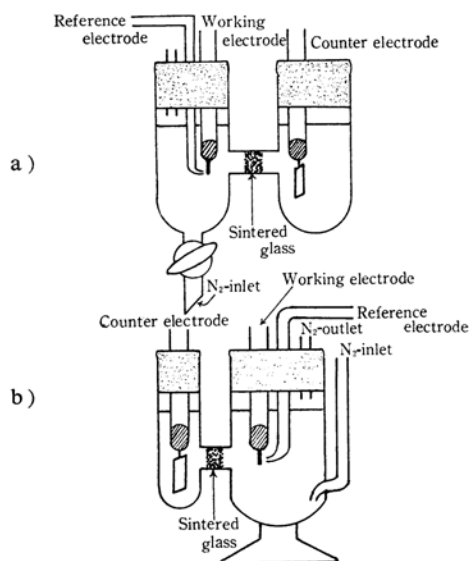 Reference
electrode
Working
electrode
Counter electrode
a )
Sintered
glass
N₂-inlet
Working electrode
Counter electrode
Reference
electrode
N₂-outlet
N₂-inlet
b )
Sintered
glass